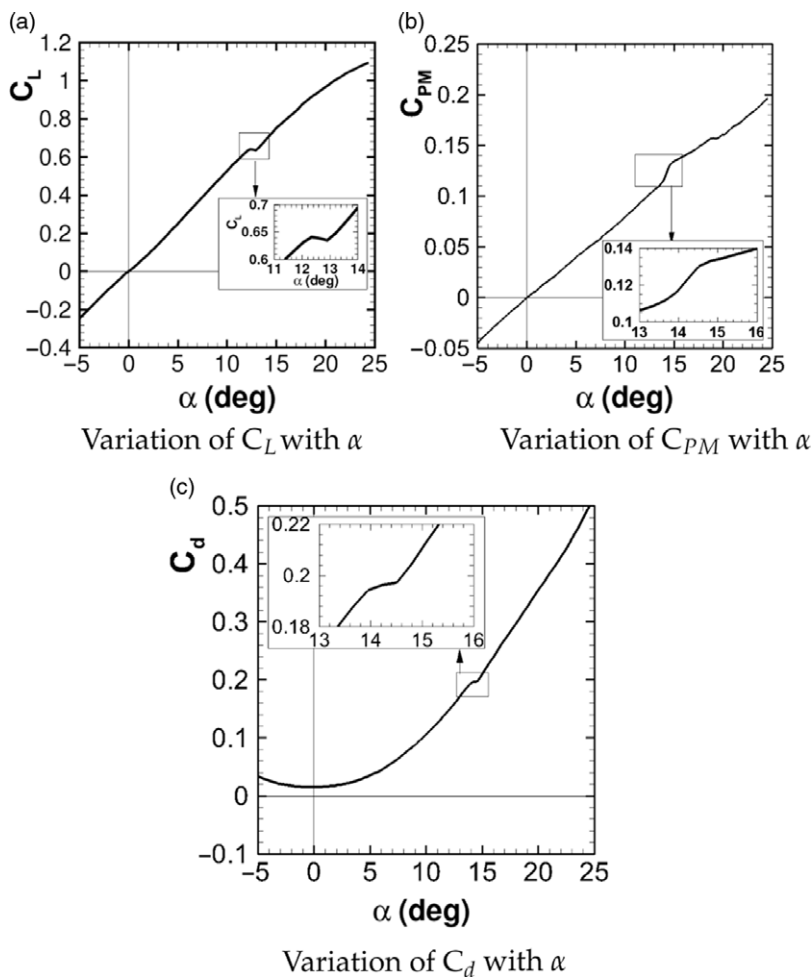 (a)
C_L
1.2
1
0.8
0.6
0.4
0.2
0
−0.2
−0.4
−5 0 5 10 15 20 25
α (deg)
C_L
0.7
0.65
0.6
11 12 13 14
α (deg)
Variation of C_L with α
(b)
C_PM
0.25
0.2
0.15
0.1
0.05
0
−0.05
−5 0 5 10 15 20 25
α (deg)
0.14
0.12
0.1
13 14 15 16
Variation of C_PM with α
(c)
C_d
0.5
0.4
0.3
0.2
0.1
0
−0.1
−5 0 5 10 15 20 25
α (deg)
0.22
0.2
0.18
13 14 15 16
Variation of C_d with α